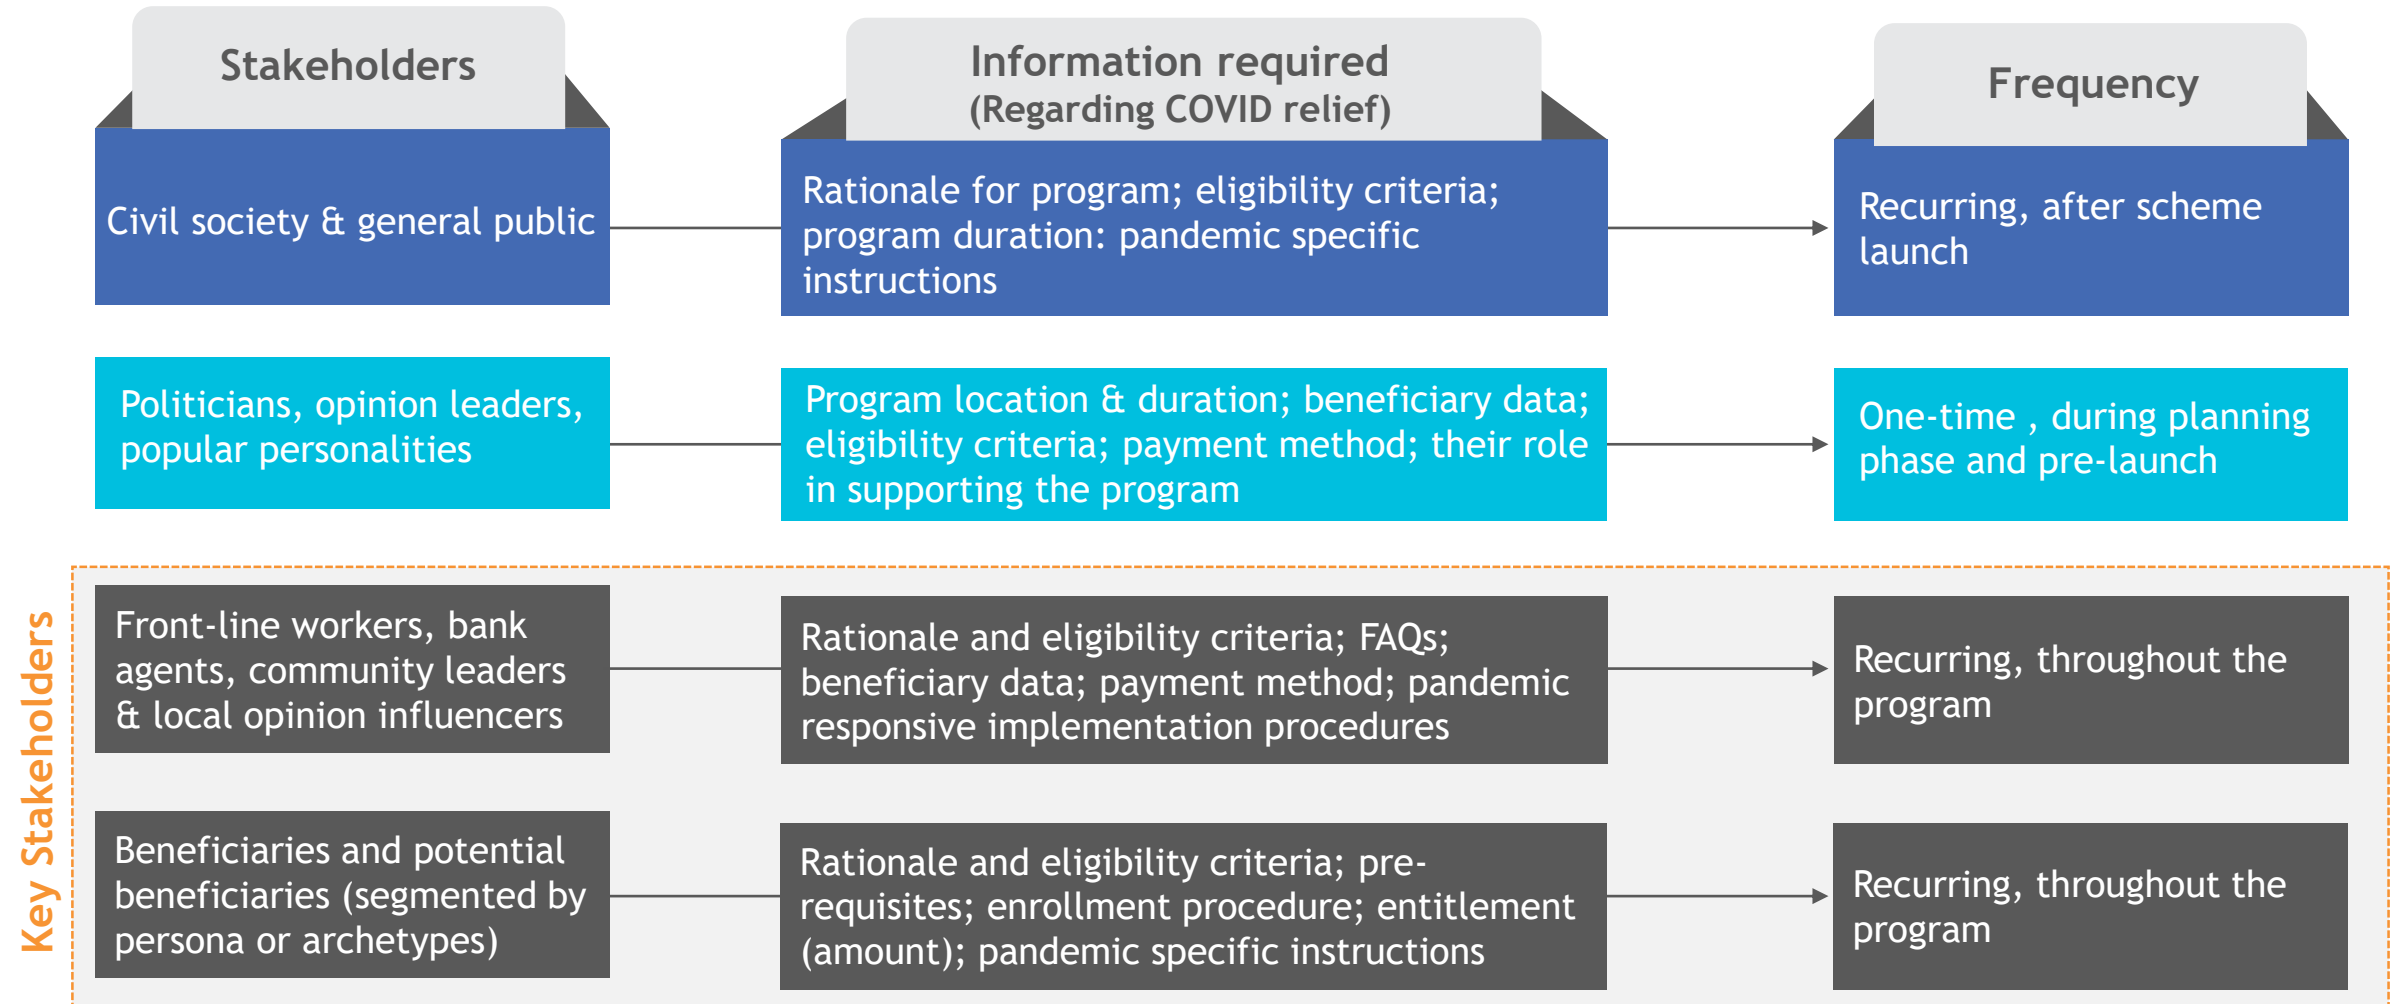 Stakeholders
Information required
(Regarding COVID relief)
Frequency
Civil society & general public
Rationale for program; eligibility criteria;
program duration: pandemic specific
instructions
Recurring, after scheme
launch
Politicians, opinion leaders,
popular personalities
Program location & duration; beneficiary data;
eligibility criteria; payment method; their role
in supporting the program
One-time , during planning
phase and pre-launch
Key Stakeholders
Front-line workers, bank
agents, community leaders
& local opinion influencers
Rationale and eligibility criteria; FAQs;
beneficiary data; payment method; pandemic
responsive implementation procedures
Recurring, throughout the
program
Beneficiaries and potential
beneficiaries (segmented by
persona or archetypes)
Rationale and eligibility criteria; pre-
requisites; enrollment procedure; entitlement
(amount); pandemic specific instructions
Recurring, throughout the
program